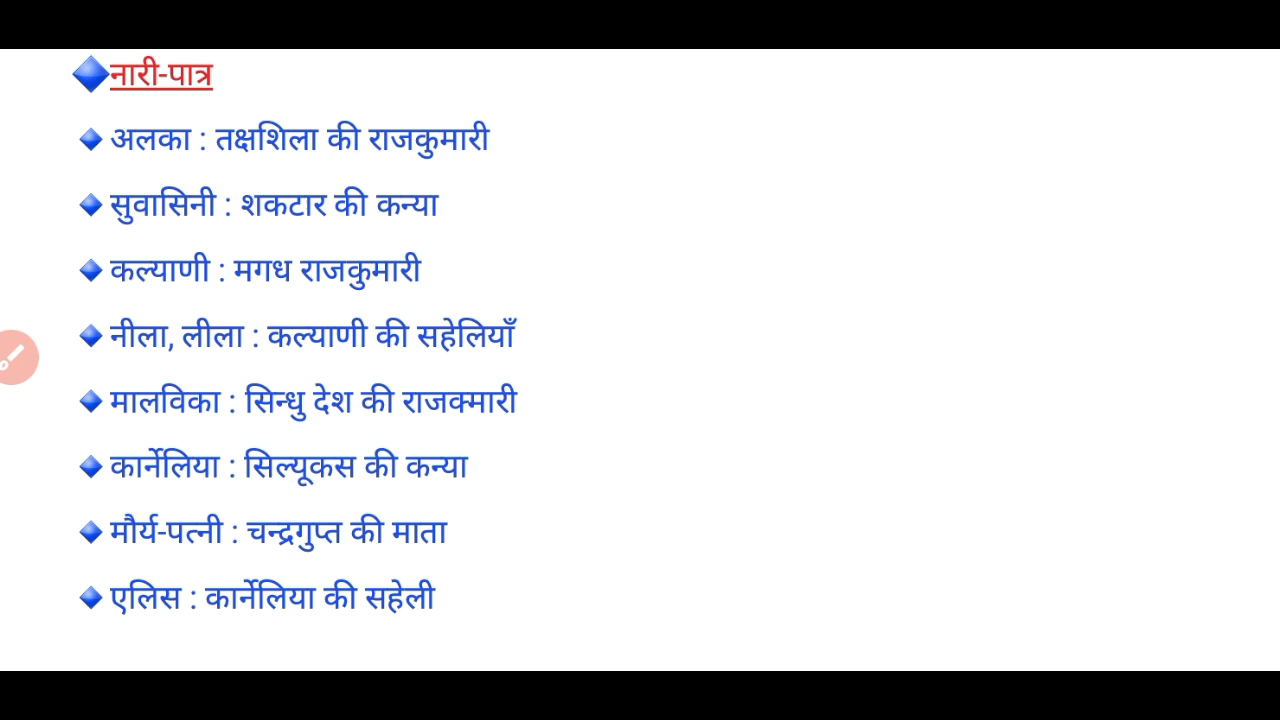 नारी-पात्र
अलका : तक्षशिला की राजकुमारी
सुवासिनी : शकटार की कन्या
कल्याणी : मगध राजकुमारी
नीला, लीला : कल्याणी की सहेलियाँ
मालविका : सिन्धु देश की राजक्मारी
कार्नेलिया : सिल्यूकस की कन्या
मौर्य-पत्नी : चन्द्रगुप्त की माता
एलिस : कार्नेलिया की सहेली